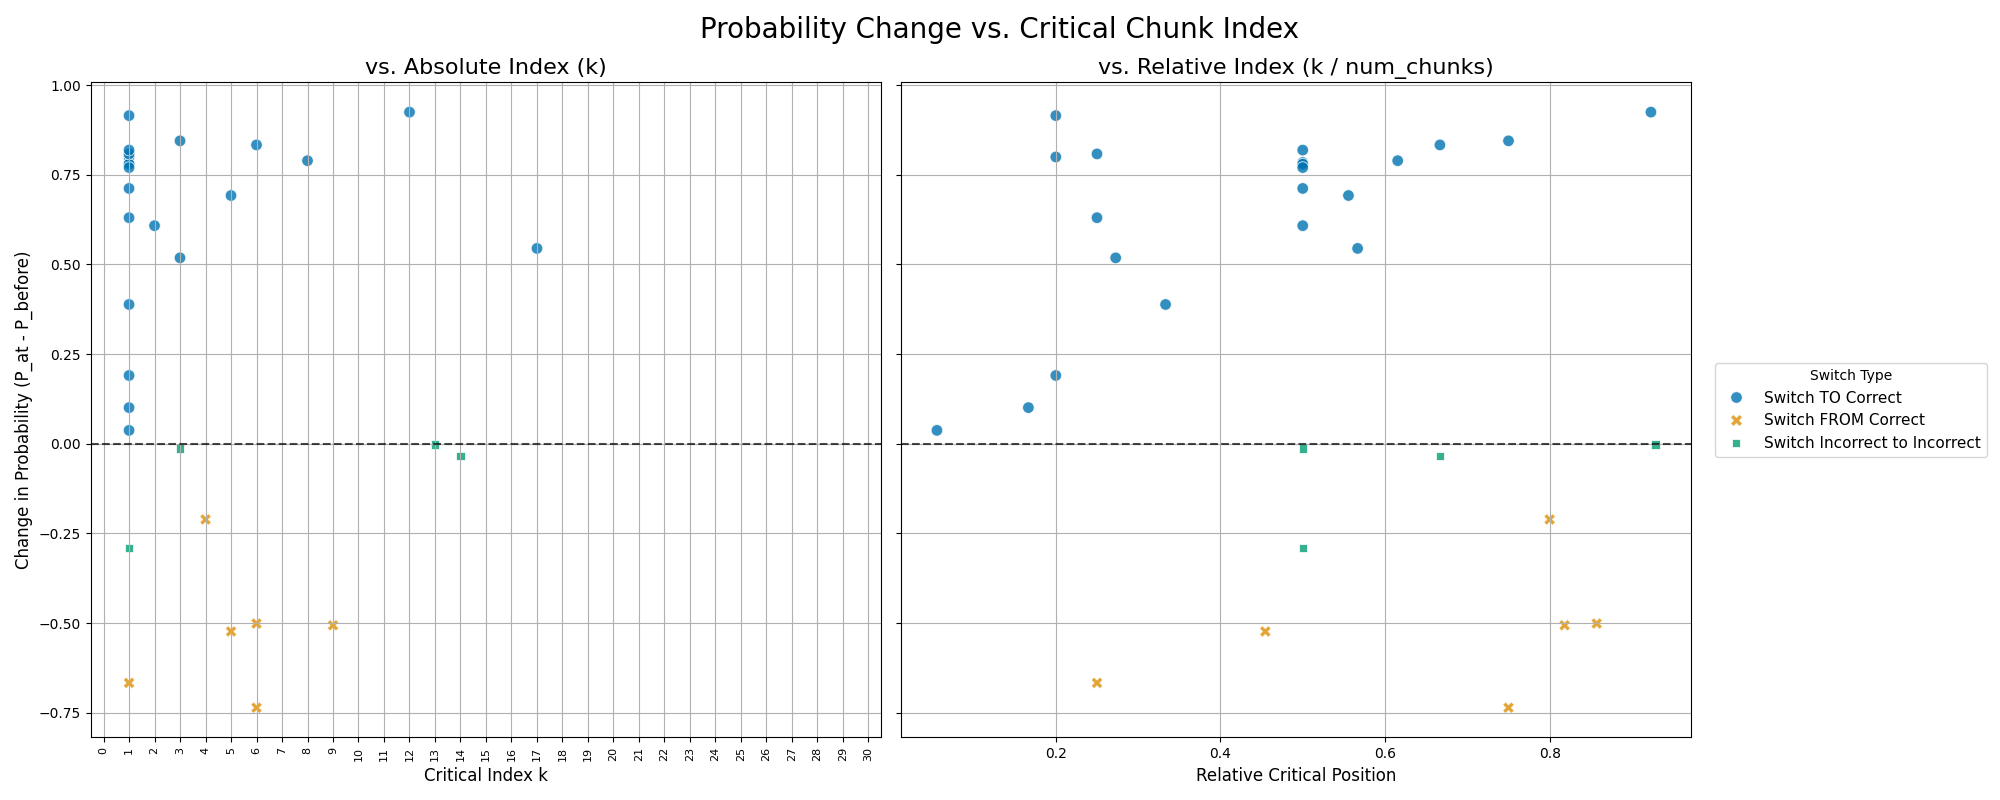 Probability Change vs. Critical Chunk Index
vs. Absolute Index (k)
Change in Probability (P_at - P_before)
1.00
0.75
0.50
0.25
0.00
−0.25
−0.50
−0.75
0 1 2 3 4 5 6 7 8 9 10 11 12 13 14 15 16 17 18 19 20 21 22 23 24 25 26 27 28 29 30
Critical Index k
vs. Relative Index (k / num_chunks)
0.2 0.4 0.6 0.8
Relative Critical Position
Switch Type
Switch TO Correct
Switch FROM Correct
Switch Incorrect to Incorrect